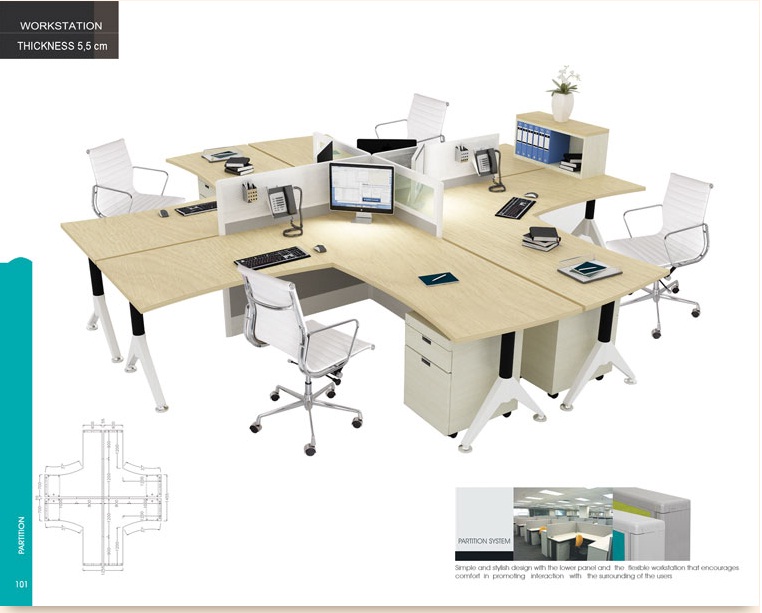 WORKSTATION
THICKNESS 5,5 cm
PARTITION
101
PARTITION SYSTEM
Simple and stylish design with the lower panel and the flexible workstation that encourages
comfort in promoting interaction with the surrounding of the users